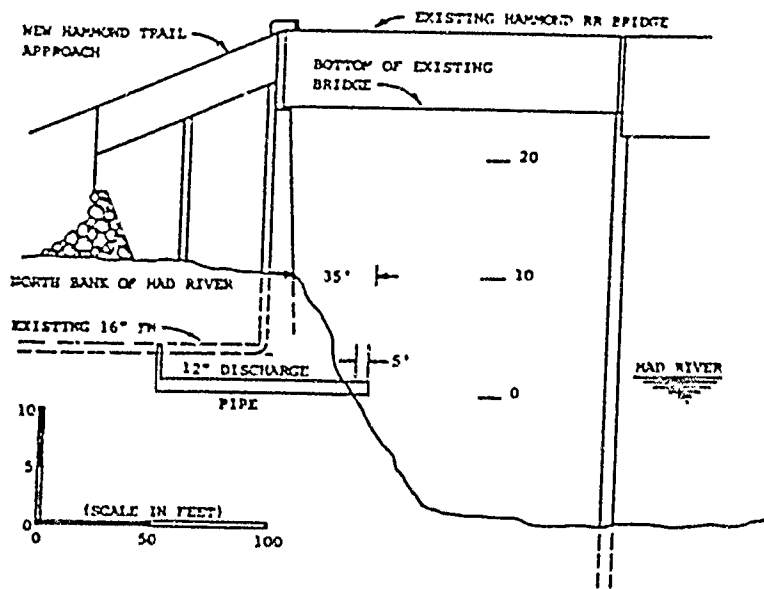 NEW HAMMOND TRAIL
APPROACH
EXISTING HAMMOND RR BRIDGE
BOTTOM OF EXISTING
BRIDGE
20
35'
10
NORTH BANK OF MAD RIVER
EXISTING 16" FM
5'
12" DISCHARGE
PIPE
0
MAD RIVER
10
5
0
(SCALE IN FEET)
0
50
100